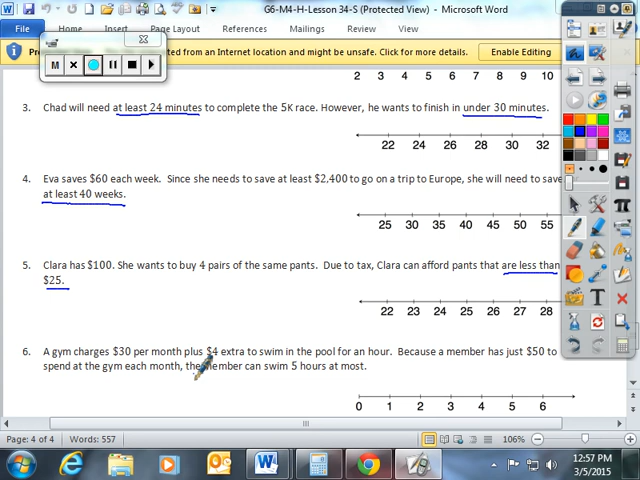 G6-M4-H-Lesson 34-S (Protected View) - Microsoft Word
File
Insert
Page Layout
References
Mailings
Review
View
from an Internet location and might be unsafe. Click for more details.
Enable Editing
M
2 3 4 5 6 7 8 9 10
3. Chad will need at least 24 minutes to complete the 5K race. However, he wants to finish in under 30 minutes.
22 24 26 28 30 32
4. Eva saves $60 each week. Since she needs to save at least $2,400 to go on a trip to Europe, she will need to save
at least 40 weeks.
25 30 35 40 45 50 55
5. Clara has $100. She wants to buy 4 pairs of the same pants. Due to tax, Clara can afford pants that are less than
$25.
22 23 24 25 26 27 28
6. A gym charges $30 per month plus $4 extra to swim in the pool for an hour. Because a member has just $50 to
spend at the gym each month, the member can swim 5 hours at most.
0 1 2 3 4 5 6
Page: 4 of 4
Words: 557
106%
12:57 PM
3/5/2015